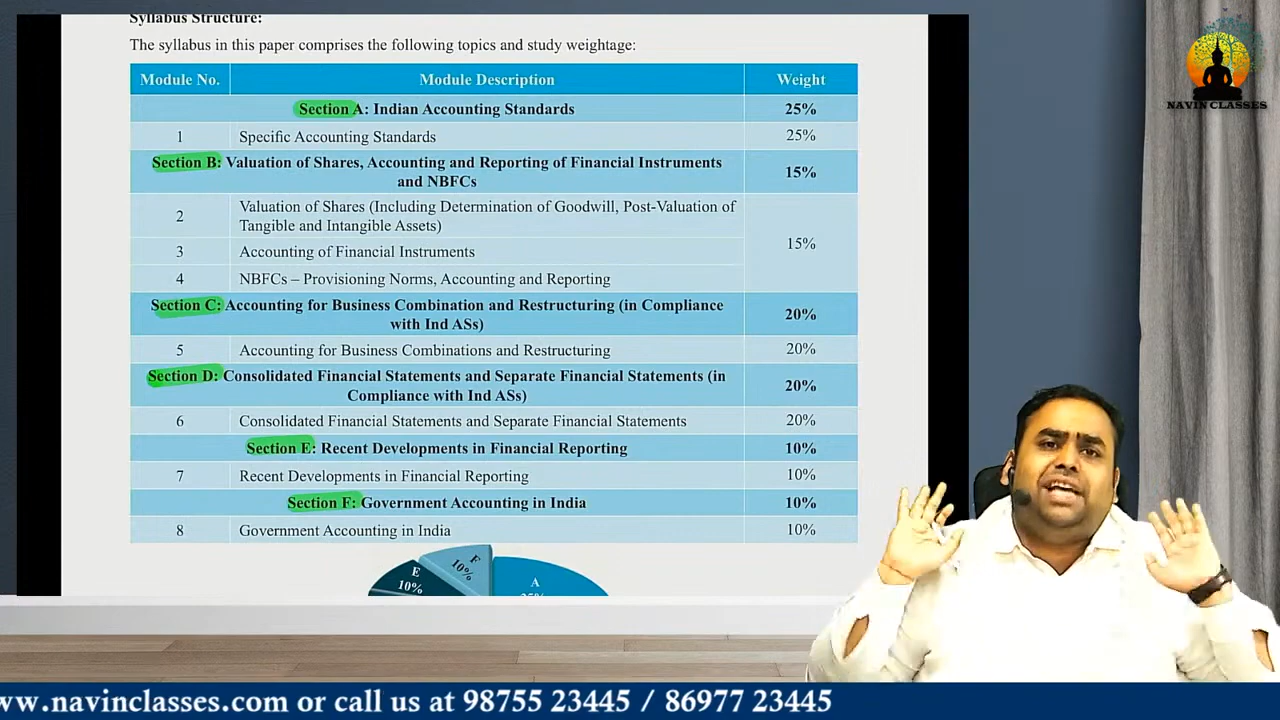 Syllabus Structure:
The syllabus in this paper comprises the following topics and study weightage:
Module No. Module Description Weight
Section A: Indian Accounting Standards 25%
1 Specific Accounting Standards 25%
Section B: Valuation of Shares, Accounting and Reporting of Financial Instruments
and NBFCs 15%
2 Valuation of Shares (Including Determination of Goodwill, Post-Valuation of
Tangible and Intangible Assets)
15%
3 Accounting of Financial Instruments
4 NBFCs – Provisioning Norms, Accounting and Reporting
Section C: Accounting for Business Combination and Restructuring (in Compliance
with Ind ASs) 20%
5 Accounting for Business Combinations and Restructuring 20%
Section D: Consolidated Financial Statements and Separate Financial Statements (in
Compliance with Ind ASs) 20%
6 Consolidated Financial Statements and Separate Financial Statements 20%
Section E: Recent Developments in Financial Reporting 10%
7 Recent Developments in Financial Reporting 10%
Section F: Government Accounting in India 10%
8 Government Accounting in India 10%
E
10%
F
10%
A
25%
NAVIN CLASSES
www.navinclasses.com or call us at 98755 23445 / 86977 23445